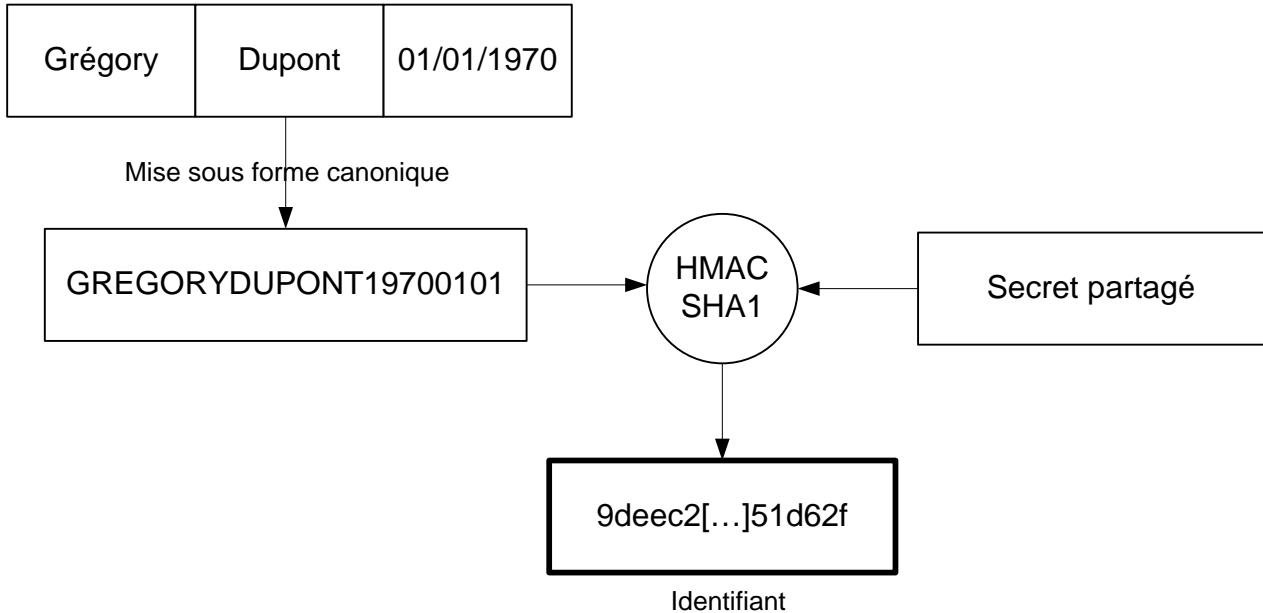 Grégory Dupont 01/01/1970
Mise sous forme canonique
GREGORYDUPONT19700101
HMAC
SHA1
Secret partagé
9deec2[…]51d62f
Identifiant